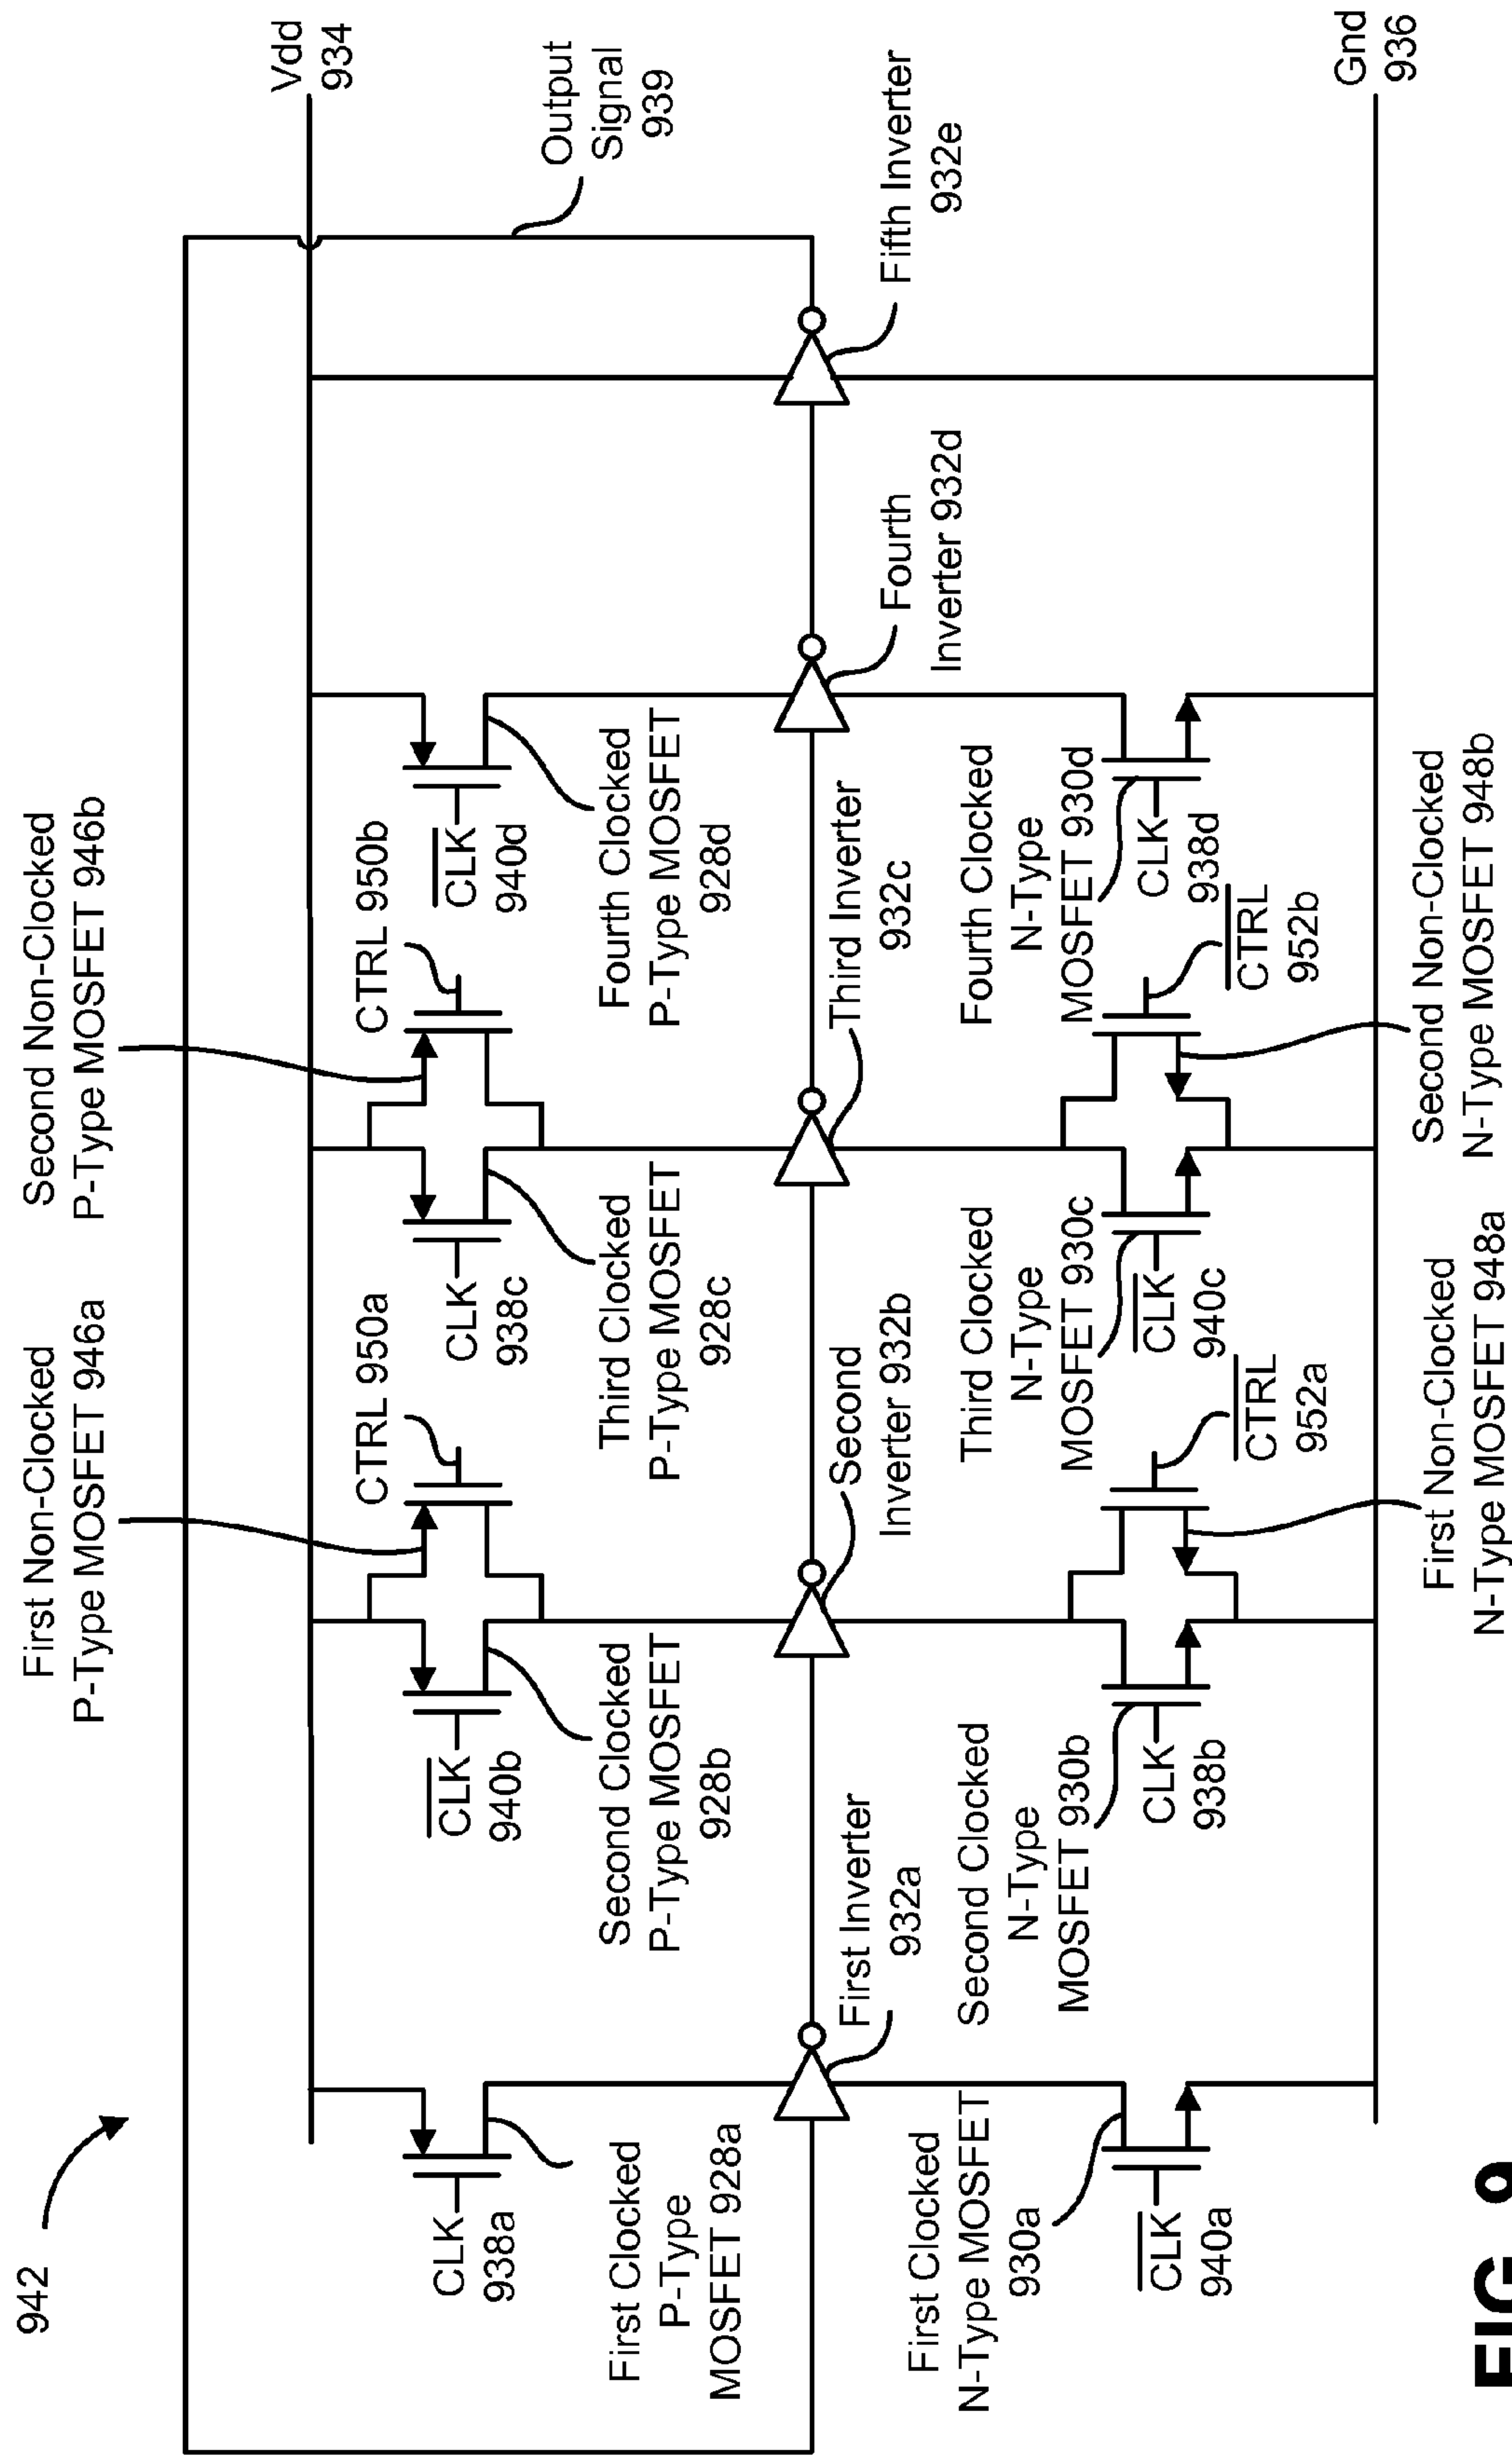 942
First Non-Clocked
P-Type MOSFET 946a
Second Non-Clocked
P-Type MOSFET 946b
Vdd
934
Output
Signal
939
CLK
938a
First Clocked
P-Type
MOSFET 928a
CLK
940b
Second Clocked
P-Type MOSFET
928b
CTRL 950a
CLK
938c
Third Clocked
P-Type MOSFET
928c
CTRL 950b
CLK
940d
Fourth Clocked
P-Type MOSFET
928d
First Inverter
932a
Second
Inverter 932b
Third Inverter
932c
Fourth
Inverter 932d
Fifth Inverter
932e
First Clocked
N-Type MOSFET
930a
CLK
940a
Second Clocked
N-Type
MOSFET 930b
CLK
938b
CTRL
952a
Third Clocked
N-Type
MOSFET 930c
CLK
940c
CTRL
952b
Fourth Clocked
N-Type
MOSFET 930d
CLK
938d
Gnd
936
First Non-Clocked
N-Type MOSFET 948a
Second Non-Clocked
N-Type MOSFET 948b
FIG. 9